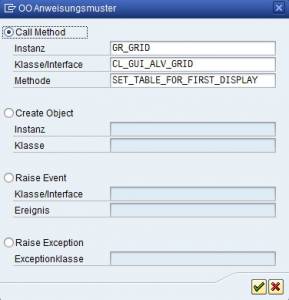 OO Anweisungsmuster
Call Method
Instanz GR_GRID
Klasse/Interface CL_GUI_ALV_GRID
Methode SET_TABLE_FOR_FIRST_DISPLAY
Create Object
Instanz
Klasse
Raise Event
Klasse/Interface
Ereignis
Raise Exception
Exceptionklasse